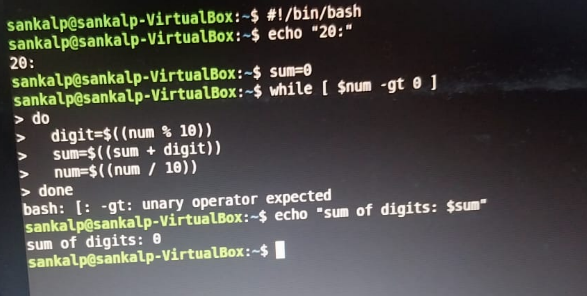 sankalp@sankalp-VirtualBox:~$ #!/bin/bash
sankalp@sankalp-VirtualBox:~$ echo "20:"
20:
sankalp@sankalp-VirtualBox:~$ sum=0
sankalp@sankalp-VirtualBox:~$ while [ $num -gt 0 ]
> do
>   digit=$((num % 10))
>   sum=$((sum + digit))
>   num=$((num / 10))
> done
bash: [: -gt: unary operator expected
sankalp@sankalp-VirtualBox:~$ echo "sum of digits: $sum"
sum of digits: 0
sankalp@sankalp-VirtualBox:~$